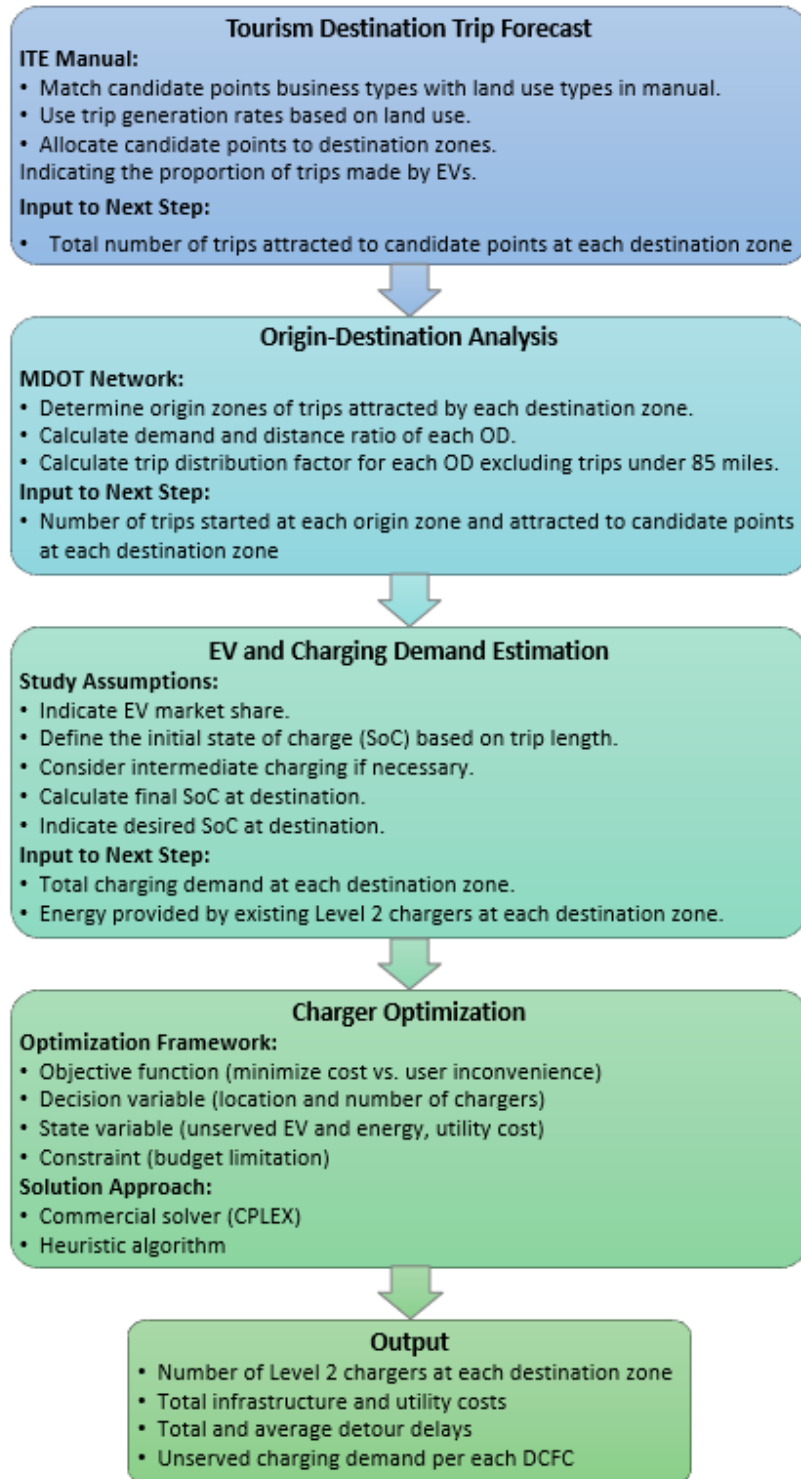 Tourism Destination Trip Forecast
ITE Manual:
• Match candidate points business types with land use types in manual.
• Use trip generation rates based on land use.
• Allocate candidate points to destination zones.
Indicating the proportion of trips made by EVs.
Input to Next Step:
• Total number of trips attracted to candidate points at each destination zone
Origin-Destination Analysis
MDOT Network:
• Determine origin zones of trips attracted by each destination zone.
• Calculate demand and distance ratio of each OD.
• Calculate trip distribution factor for each OD excluding trips under 85 miles.
Input to Next Step:
• Number of trips started at each origin zone and attracted to candidate points
at each destination zone
EV and Charging Demand Estimation
Study Assumptions:
• Indicate EV market share.
• Define the initial state of charge (SoC) based on trip length.
• Consider intermediate charging if necessary.
• Calculate final SoC at destination.
• Indicate desired SoC at destination.
Input to Next Step:
• Total charging demand at each destination zone.
• Energy provided by existing Level 2 chargers at each destination zone.
Charger Optimization
Optimization Framework:
• Objective function (minimize cost vs. user inconvenience)
• Decision variable (location and number of chargers)
• State variable (unserved EV and energy, utility cost)
• Constraint (budget limitation)
Solution Approach:
• Commercial solver (CPLEX)
• Heuristic algorithm
Output
• Number of Level 2 chargers at each destination zone
• Total infrastructure and utility costs
• Total and average detour delays
• Unserved charging demand per each DCFC